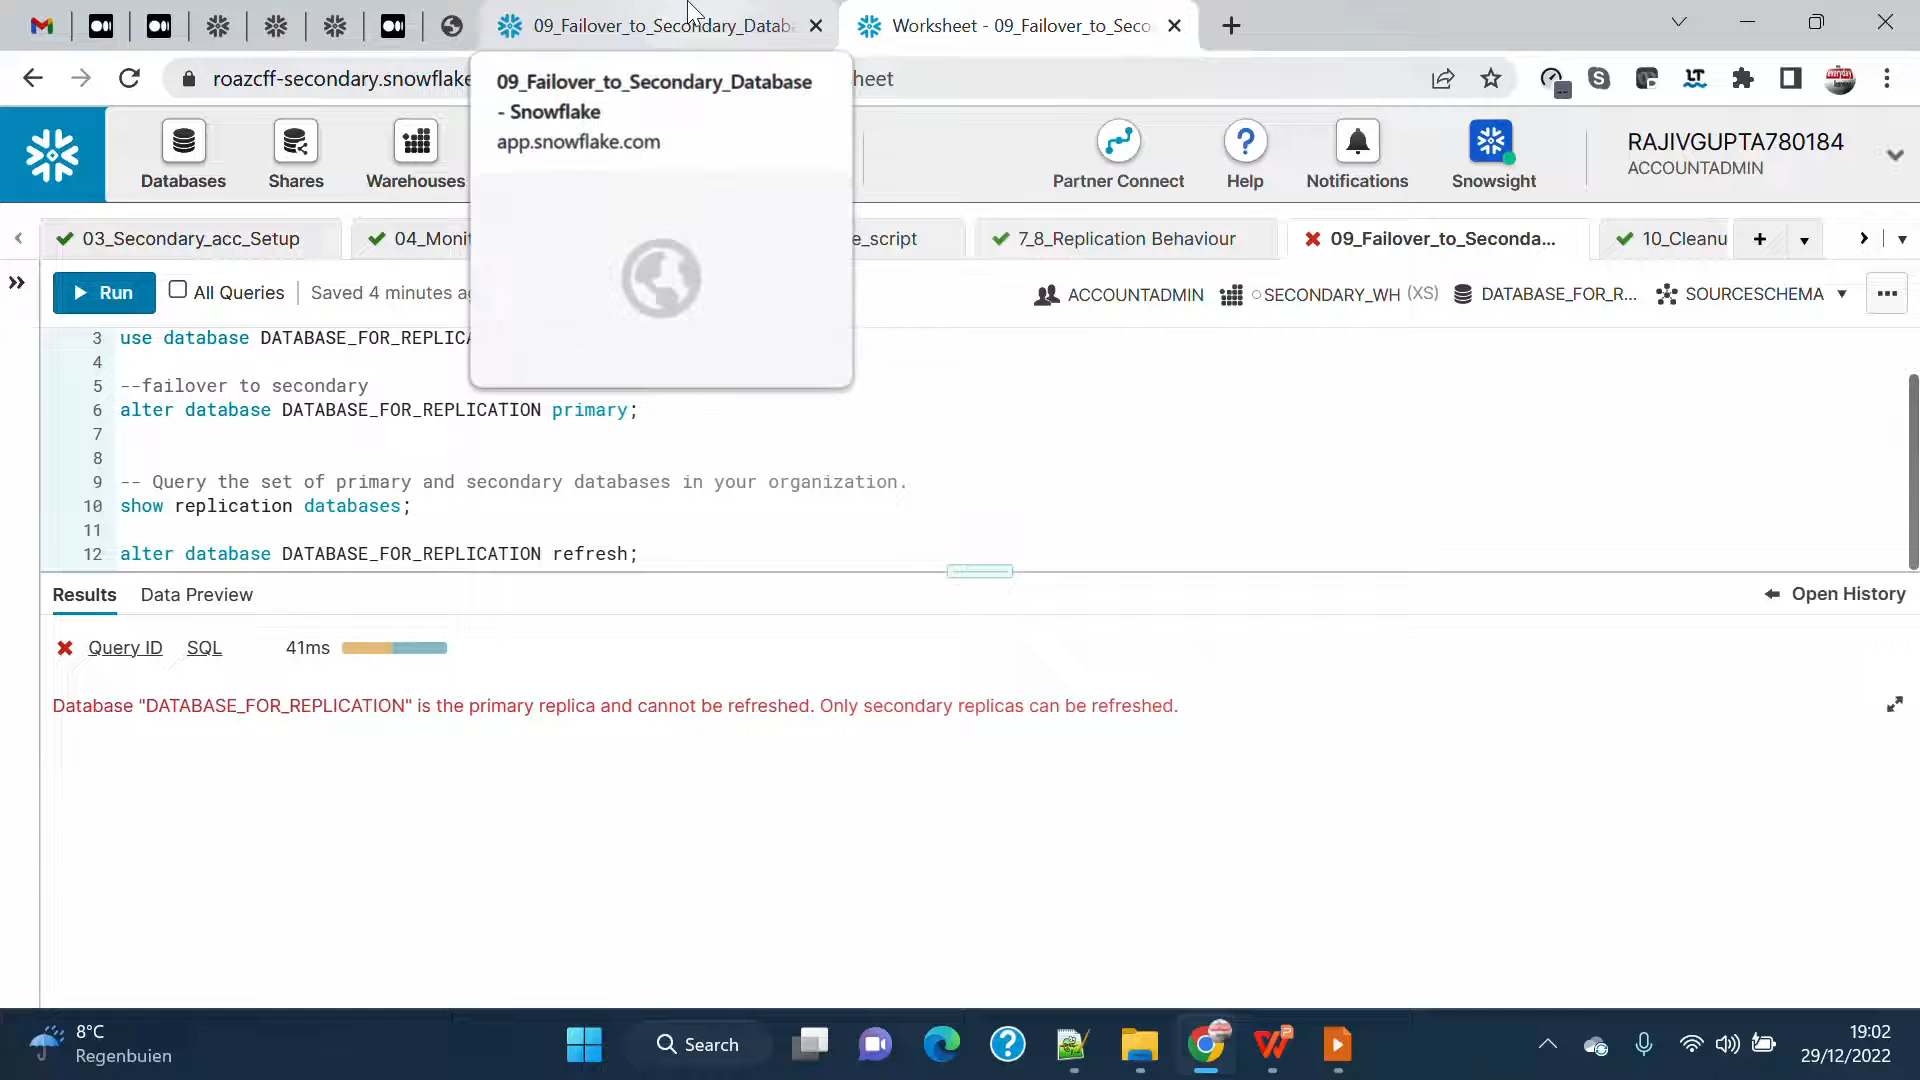 09_Failover_to_Secondary_Datab
Worksheet - 09_Failover_to_Seco
roazcff-secondary.snowflake
heet
09_Failover_to_Secondary_Database
- Snowflake
app.snowflake.com
Databases
Shares
Warehouses
Partner Connect
Help
Notifications
Snowsight
RAJIVGUPTA780184
ACCOUNTADMIN
03_Secondary_acc_Setup
04_Monit
e_script
7_8_Replication Behaviour
09_Failover_to_Seconda...
10_Cleanu
Run
All Queries
Saved 4 minutes ag
ACCOUNTADMIN
SECONDARY_WH (XS)
DATABASE_FOR_R...
SOURCESCHEMA
3 use database DATABASE_FOR_REPLICA
4
5 --failover to secondary
6 alter database DATABASE_FOR_REPLICATION primary;
7
8
9 -- Query the set of primary and secondary databases in your organization.
10 show replication databases;
11
12 alter database DATABASE_FOR_REPLICATION refresh;
Results
Data Preview
Open History
Query ID
SQL
41ms
Database "DATABASE_FOR_REPLICATION" is the primary replica and cannot be refreshed. Only secondary replicas can be refreshed.
8°C
Regenbuien
Search
19:02
29/12/2022